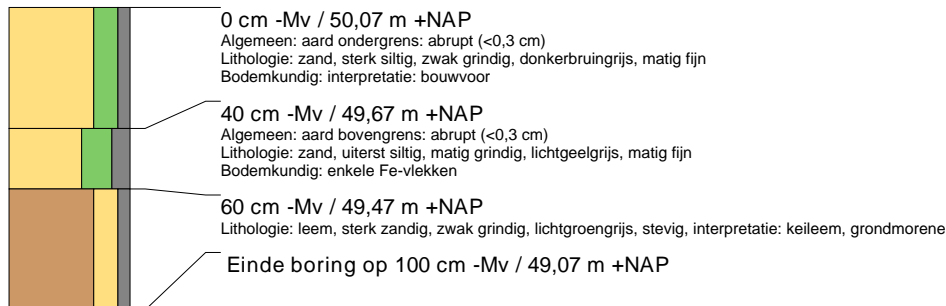 0 cm -Mv / 50,07 m +NAP
Algemeen: aard ondergrens: abrupt (<0,3 cm)
Lithologie: zand, sterk siltig, zwak grindig, donkerbruingrijs, matig fijn
Bodemkundig: interpretatie: bouwvoor
40 cm -Mv / 49,67 m +NAP
Algemeen: aard bovengrens: abrupt (<0,3 cm)
Lithologie: zand, uiterst siltig, matig grindig, lichtgeelgrijs, matig fijn
Bodemkundig: enkele Fe-vlekken
60 cm -Mv / 49,47 m +NAP
Lithologie: leem, sterk zandig, zwak grindig, lichtgroengrijs, stevig, interpretatie: keileem, grondmorene
Einde boring op 100 cm -Mv / 49,07 m +NAP